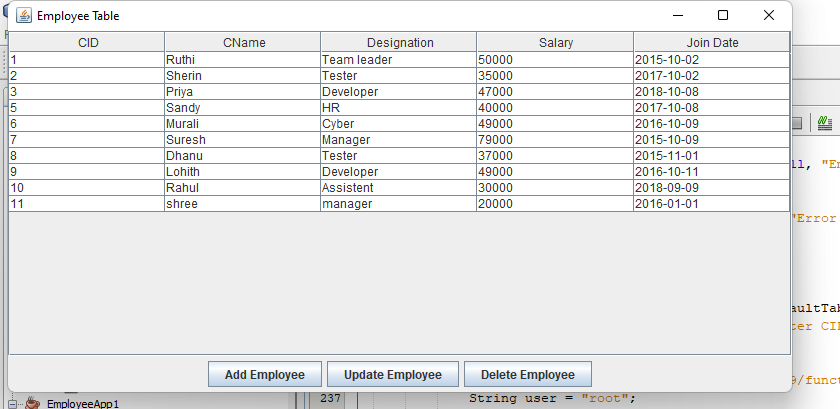 Employee Table
CID CName Designation Salary Join Date
1 Ruthi Team leader 50000 2015-10-02
2 Sherin Tester 35000 2017-10-02
3 Priya Developer 47000 2018-10-08
5 Sandy HR 40000 2017-10-08
6 Murali Cyber 49000 2016-10-09
7 Suresh Manager 79000 2015-10-09
8 Dhanu Tester 37000 2015-11-01
9 Lohith Developer 49000 2016-10-11
10 Rahul Assistent 30000 2018-09-09
11 shree manager 20000 2016-01-01
ll, "En
"Error
aultTab
ter CID
9/funct
Add Employee Update Employee Delete Employee
EmployeeApp1 237 String user = "root";